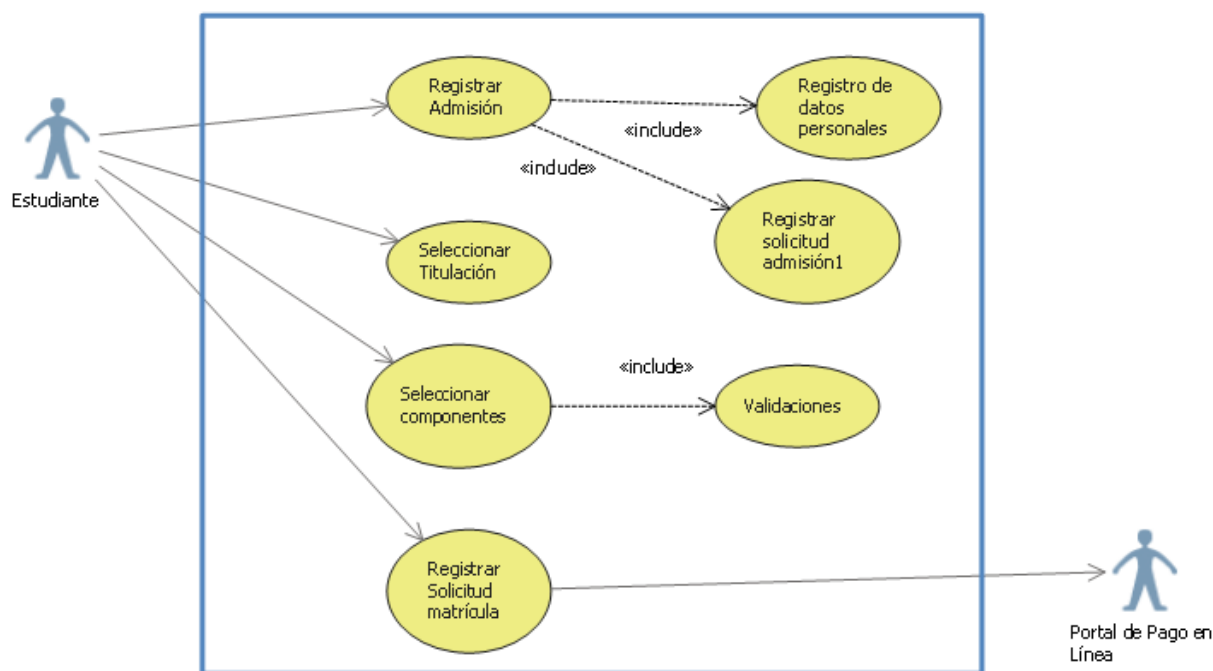 Registrar
Admisión
Registro de
datos
personales
«include»
«include»
Estudiante
Registrar
solicitud
admisión1
Seleccionar
Titulación
«include»
Seleccionar
componentes
Validaciones
Registrar
Solicitud
matrícula
Portal de Pago en
Línea